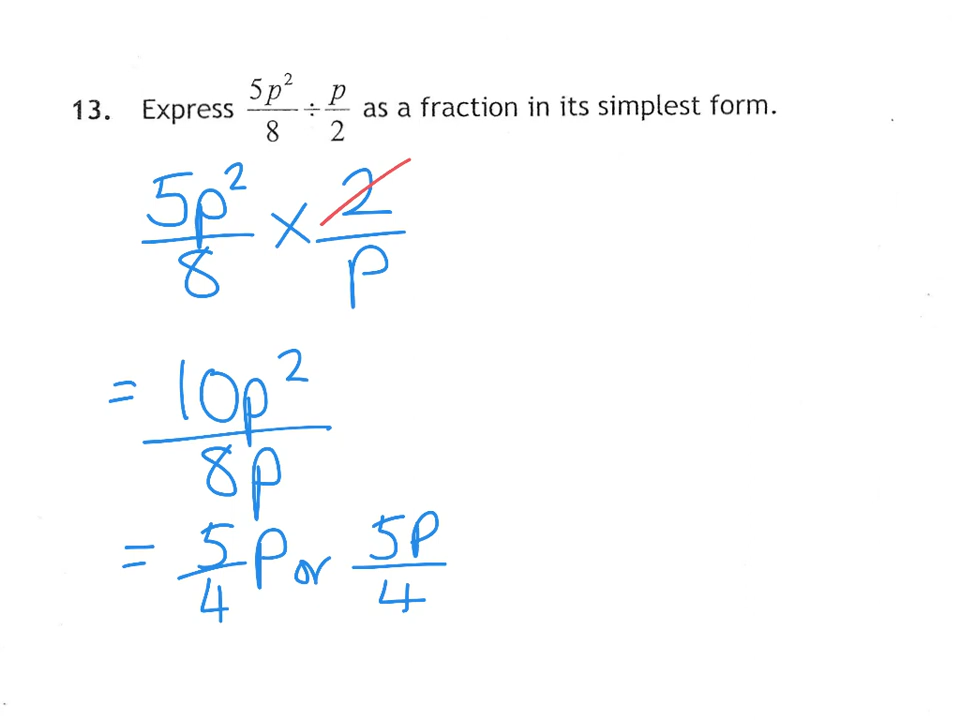 13. Express 5p²/8 ÷ p/2 as a fraction in its simplest form.
5p²/8 × 2/p
= 10p²/8p
= 5/4 p or 5p/4